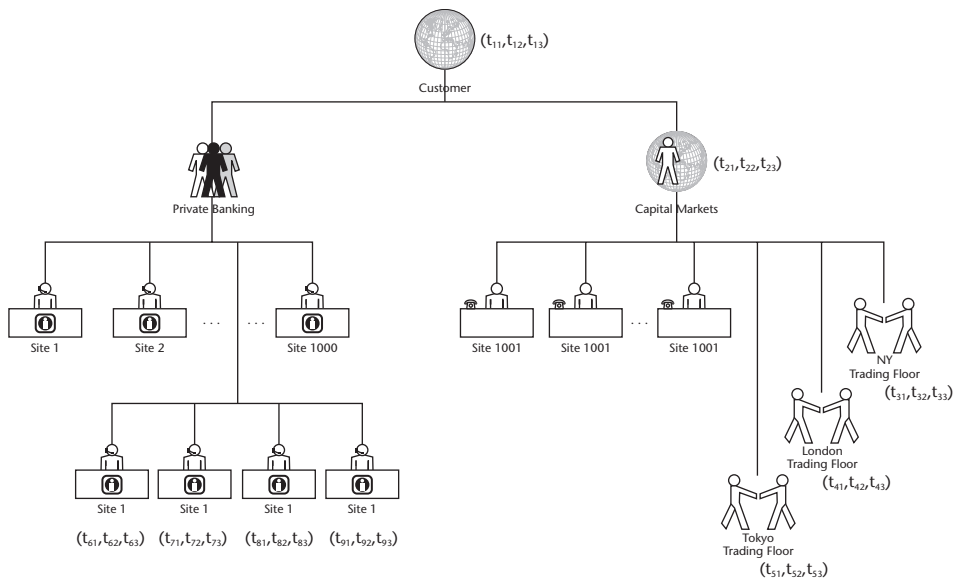 (t11,t12,t13)
Customer
(t21,t22,t23)
Private Banking
Capital Markets
Site 1
Site 2
... ...
Site 1000
Site 1001
Site 1001
...
Site 1001
NY
Trading Floor
(t31,t32,t33)
London
Trading Floor
(t41,t42,t43)
Site 1
Site 1
Site 1
Site 1
(t61,t62,t63)
(t71,t72,t73)
(t81,t82,t83)
(t91,t92,t93)
Tokyo
Trading Floor
(t51,t52,t53)